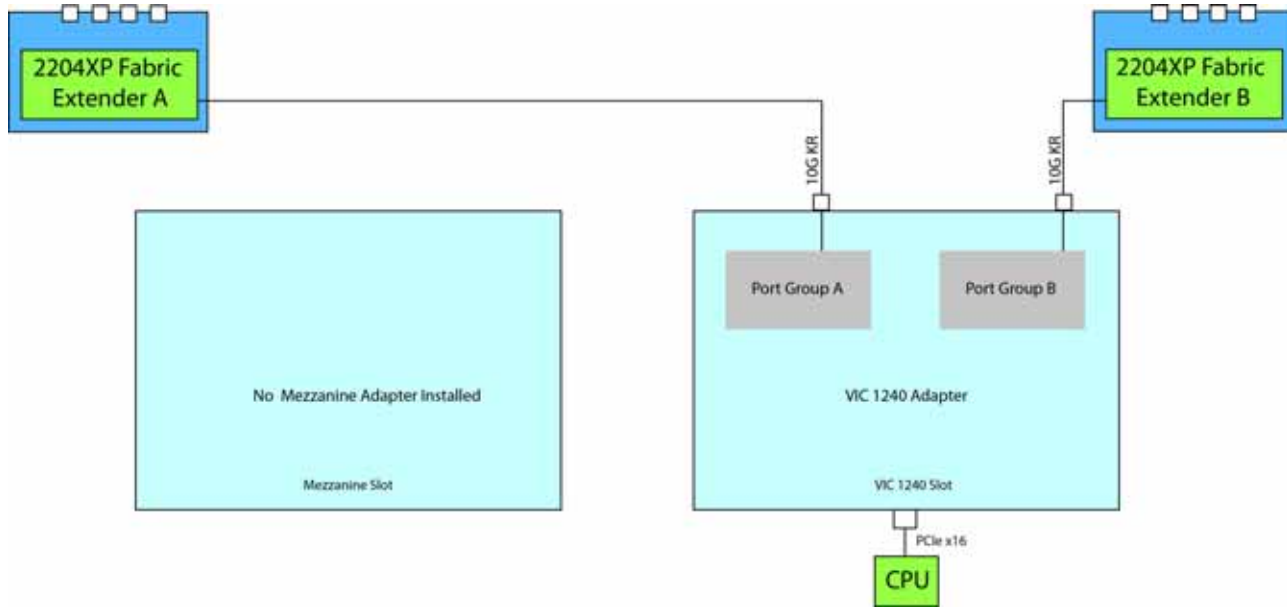 2204XP Fabric
Extender A
2204XP Fabric
Extender B
10G KR
10G KR
Port Group A
Port Group B
No Mezzanine Adapter Installed
VIC 1240 Adapter
Mezzanine Slot
VIC 1240 Slot
PCIe x16
CPU